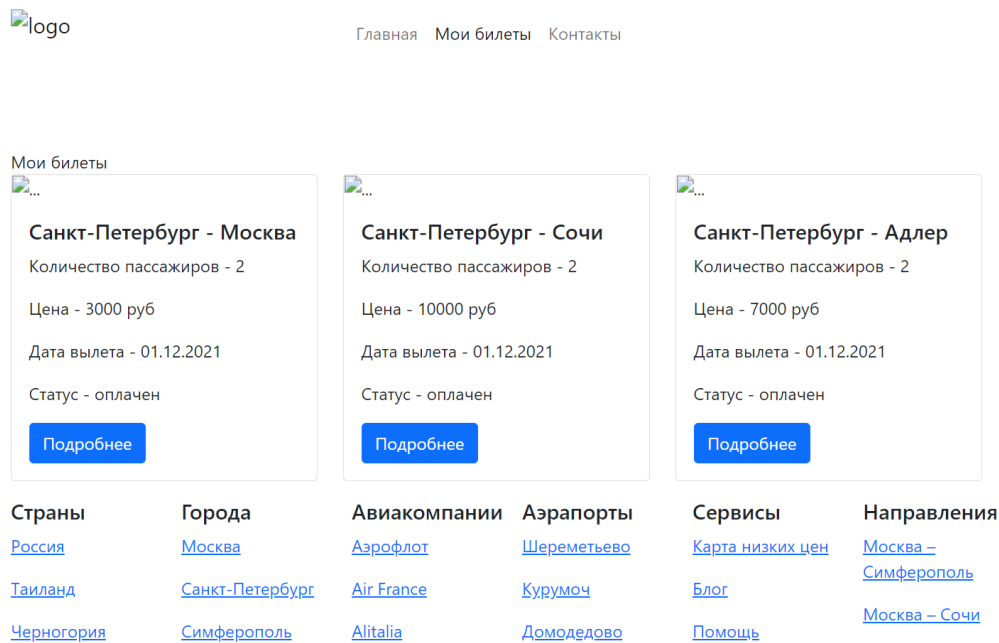 logo
Главная Мои билеты Контакты
Мои билеты
...
Санкт-Петербург - Москва
Количество пассажиров - 2
Цена - 3000 руб
Дата вылета - 01.12.2021
Статус - оплачен
Подробнее
...
Санкт-Петербург - Сочи
Количество пассажиров - 2
Цена - 10000 руб
Дата вылета - 01.12.2021
Статус - оплачен
Подробнее
...
Санкт-Петербург - Адлер
Количество пассажиров - 2
Цена - 7000 руб
Дата вылета - 01.12.2021
Статус - оплачен
Подробнее
Страны
Россия
Таиланд
Черногория
Города
Москва
Санкт-Петербург
Симферополь
Авиакомпании
Аэрофлот
Air France
Alitalia
Аэрапорты
Шереметьево
Курумоч
Домодедово
Сервисы
Карта низких цен
Блог
Помощь
Направления
Москва –
Симферополь
Москва – Сочи